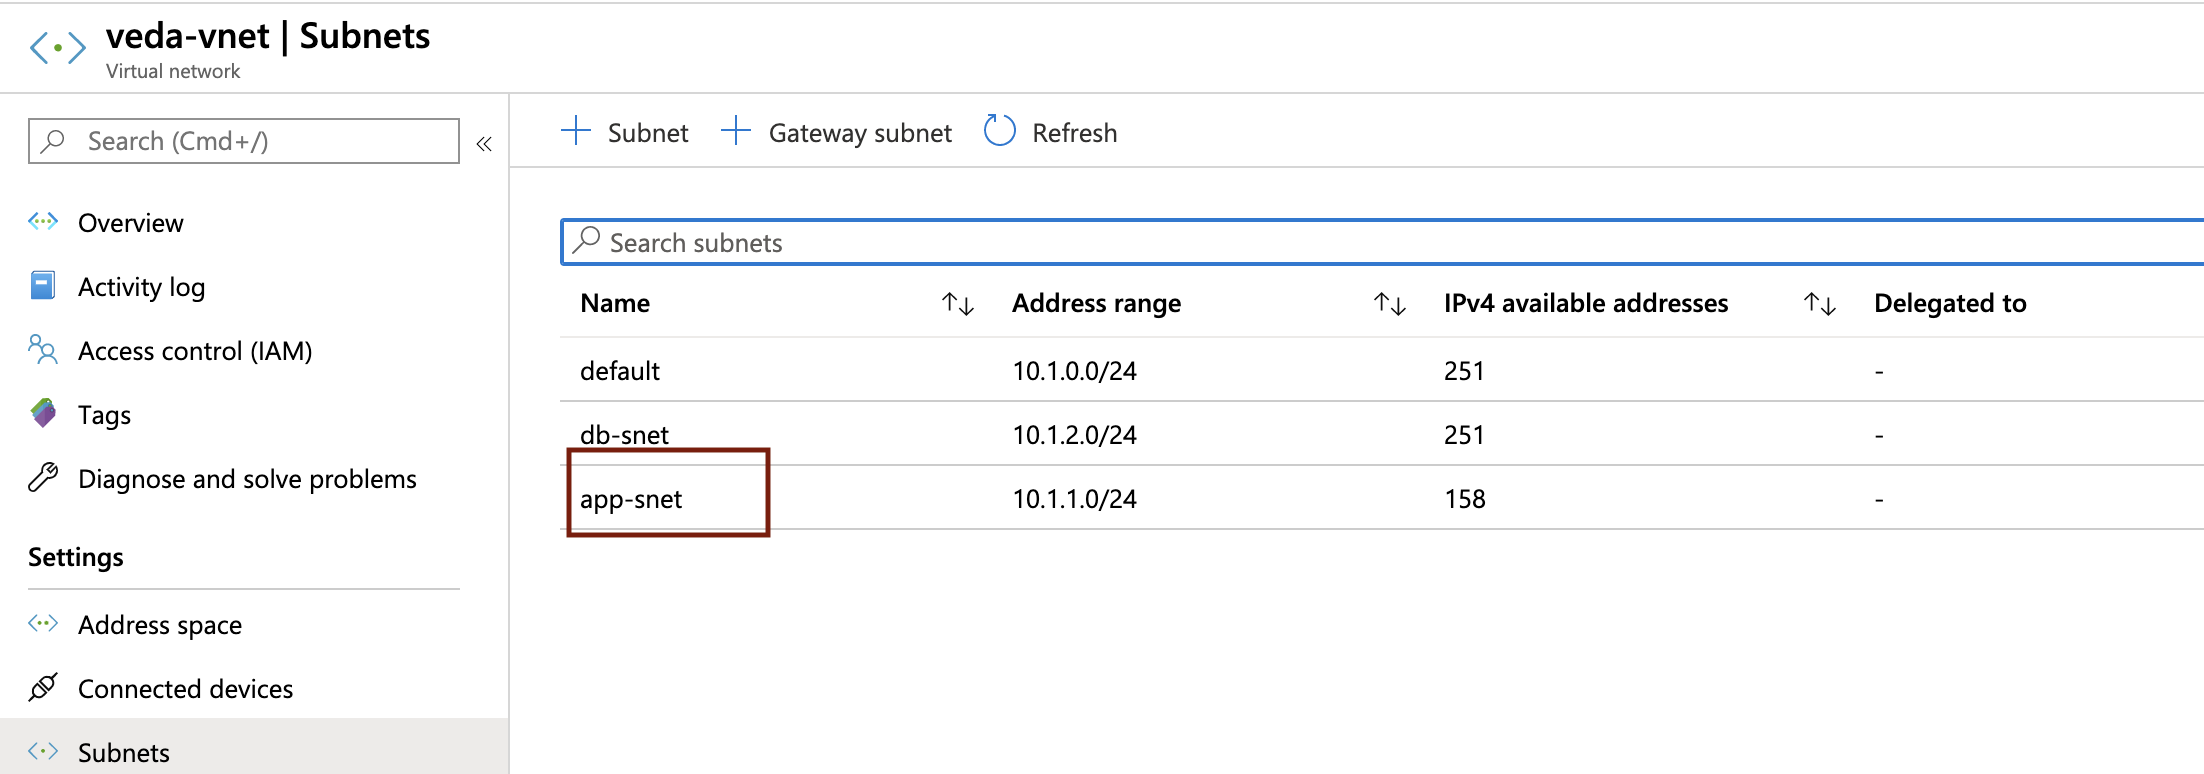 veda-vnet | Subnets
Virtual network
Search (Cmd+/)
«
Overview
Activity log
Access control (IAM)
Tags
Diagnose and solve problems
Settings
Address space
Connected devices
Subnets
+ Subnet + Gateway subnet Refresh
Search subnets
Name ↑↓ Address range ↑↓ IPv4 available addresses ↑↓ Delegated to
default 10.1.0.0/24 251 -
db-snet 10.1.2.0/24 251 -
app-snet 10.1.1.0/24 158 -